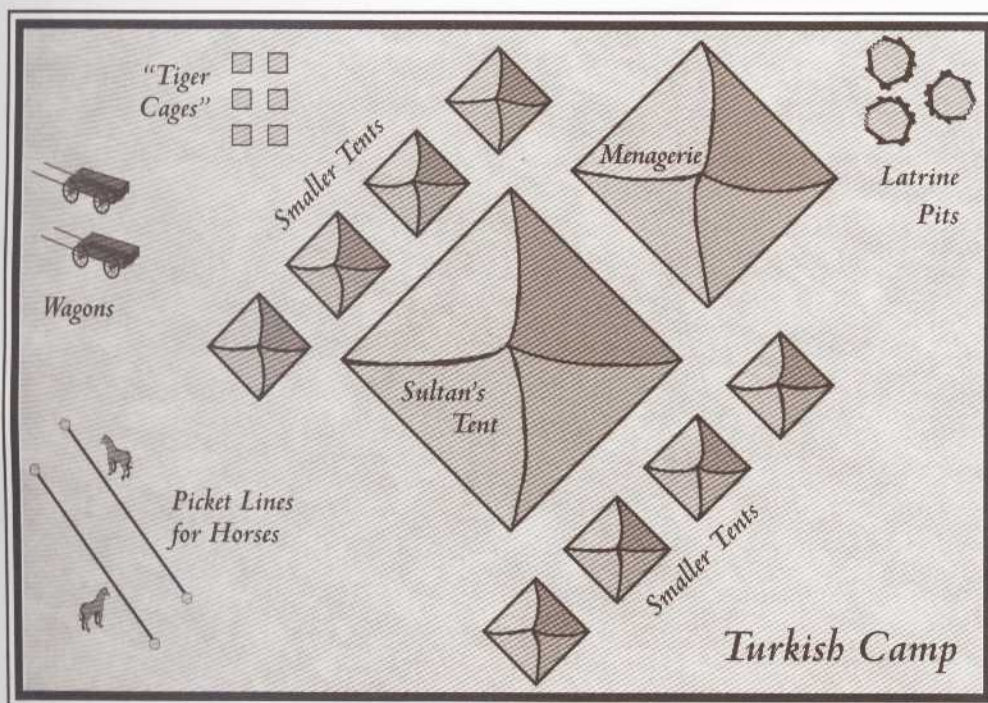 "Tiger
Cages"
Smaller Tents
Menagerie
Latrine
Pits
Wagons
Sultan's
Tent
Picket Lines
for Horses
Smaller Tents
Turkish Camp